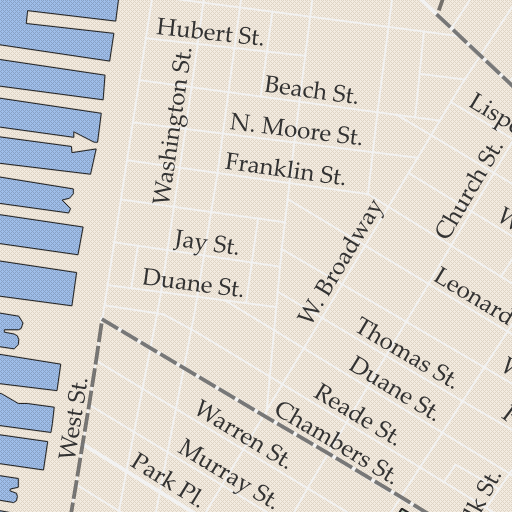 Hubert St.
Washington St.
Beach St.
N. Moore St.
Franklin St.
Church St.
W. Broadway
Jay St.
Duane St.
Leonard
Thomas St.
Duane St.
Reade St.
Chambers St.
West St.
Warren St.
Murray St.
Park Pl.